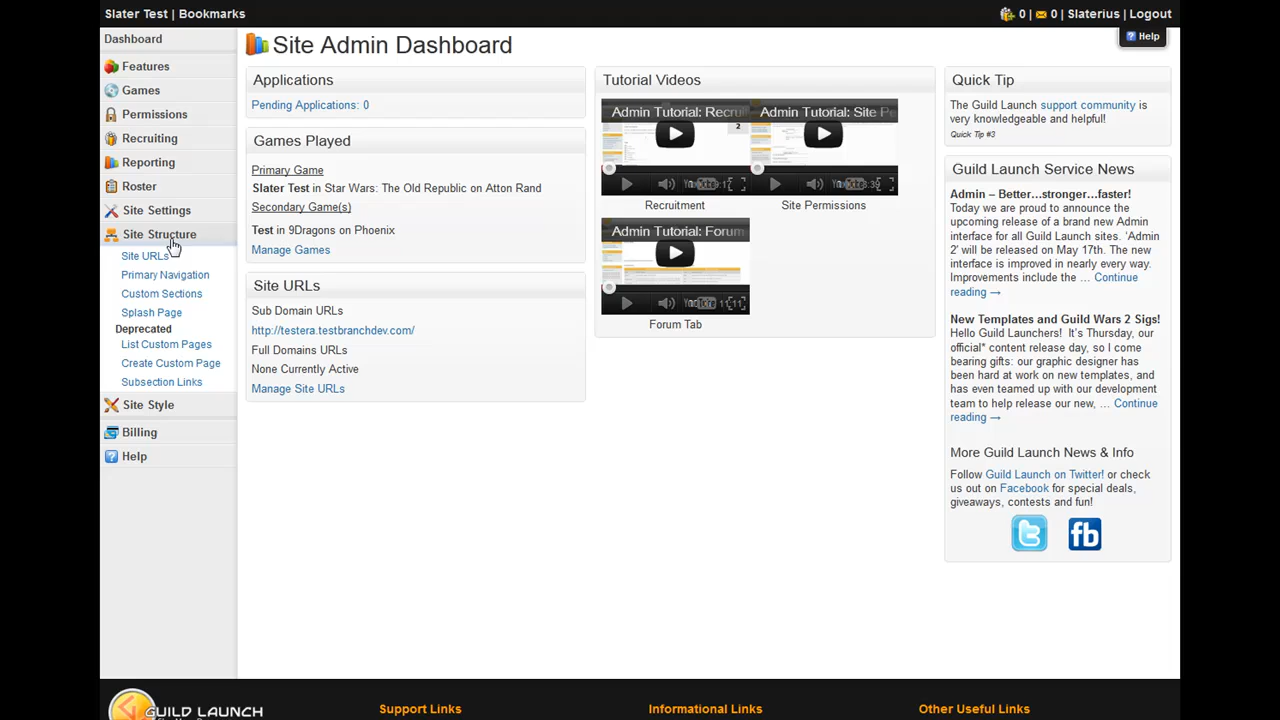 Slater Test | Bookmarks
0 | 0 | Slaterius | Logout
Dashboard
Features
Games
Permissions
Recruiting
Reporting
Roster
Site Settings
Site Structure
Site URLs
Primary Navigation
Custom Sections
Splash Page
Deprecated
List Custom Pages
Create Custom Page
Subsection Links
Site Style
Billing
Help
Site Admin Dashboard
Help
Applications
Pending Applications: 0
Games Played
Primary Game
Slater Test in Star Wars: The Old Republic on Atton Rand
Secondary Game(s)
Test in 9Dragons on Phoenix
Manage Games
Site URLs
Sub Domain URLs
http://testera.testbranchdev.com/
Full Domains URLs
None Currently Active
Manage Site URLs
Tutorial Videos
Admin Tutorial: Recrui
2
Recruitment
Admin Tutorial: Site Pe
Site Permissions
Admin Tutorial: Forum
11:11
Forum Tab
Quick Tip
The Guild Launch support community is
very knowledgeable and helpful!
Quick Tip #3
Guild Launch Service News
Admin – Better…stronger…faster!
Today we are proud to announce the
upcoming release of a brand new Admin
interface for all Guild Launch sites. ‘Admin
2’ will be released on May 17th. The new
interface is improved in nearly every way.
Improvements include the … Continue
reading →
New Templates and Guild Wars 2 Sigs!
Hello Guild Launchers! It’s Thursday, our
official* content release day, so I come
bearing gifts: our graphic designer has
been hard at work on new templates, and
has even teamed up with our development
team to help release our new, … Continue
reading →
More Guild Launch News & Info
Follow Guild Launch on Twitter! or check
us out on Facebook for special deals,
giveaways, contests and fun!
GUILD LAUNCH
Support Links
Informational Links
Other Useful Links